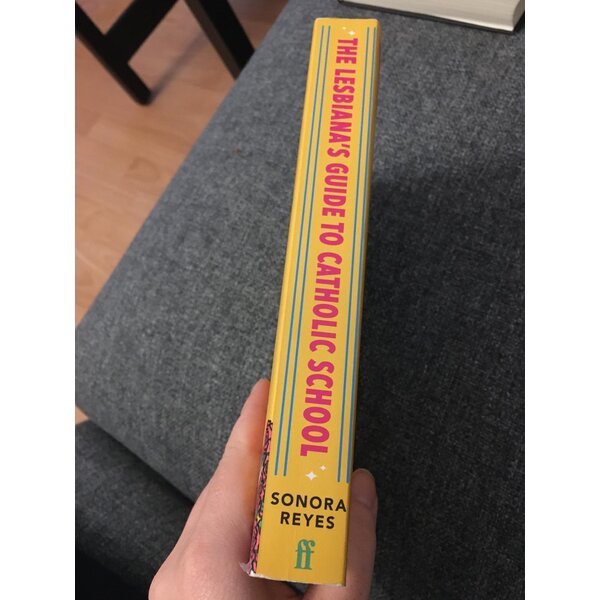 THE LESBIANA'S GUIDE TO CATHOLIC SCHOOL
SONORA
REYES
ff